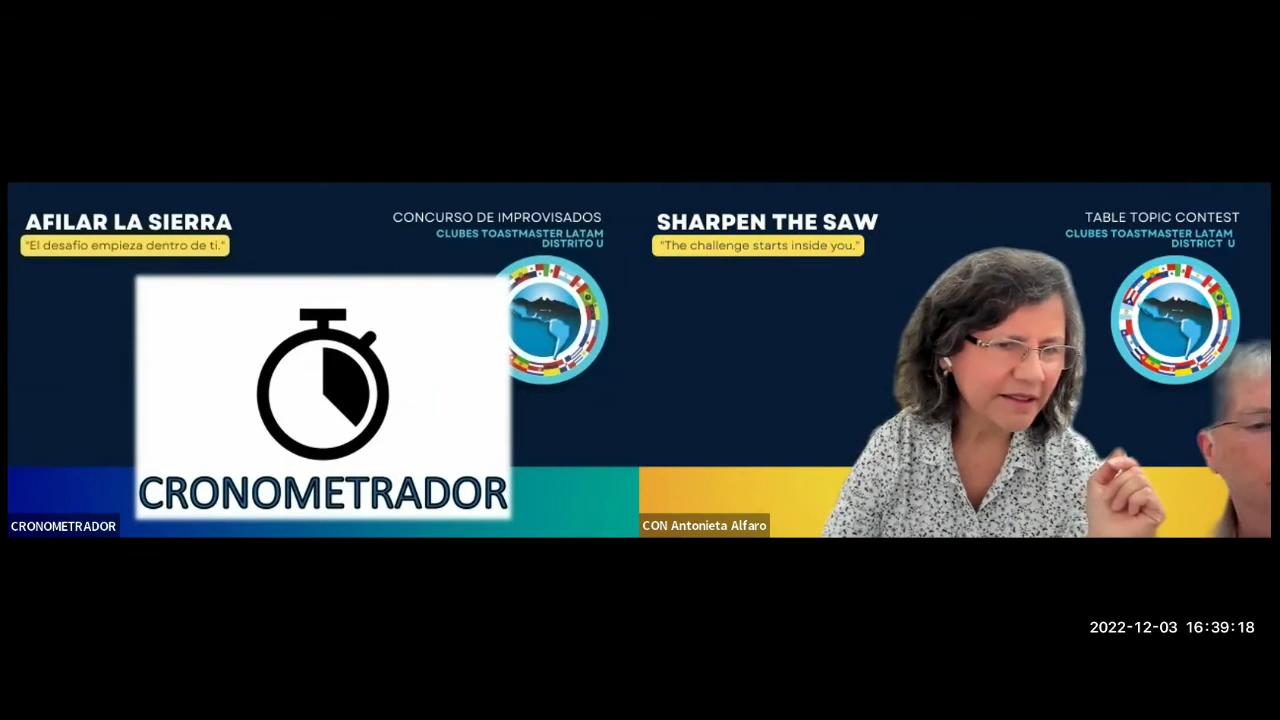 AFILAR LA SIERRA
"El desafío empieza dentro de ti."
CONCURSO DE IMPROVISADOS
CLUBES TOASTMASTER LATAM
DISTRITO U
CRONOMETRADOR
CRONOMETRADOR
SHARPEN THE SAW
"The challenge starts inside you."
TABLE TOPIC CONTEST
CLUBES TOASTMASTER LATAM
DISTRICT U
CON Antonieta Alfaro
2022-12-03 16:39:18